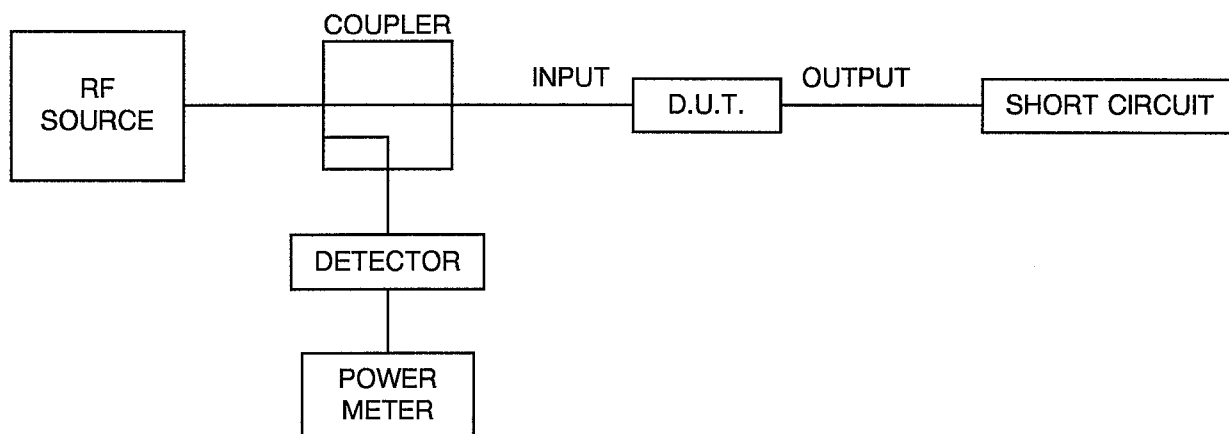 COUPLER
RF
SOURCE
INPUT
D.U.T.
OUTPUT
SHORT CIRCUIT
DETECTOR
POWER
METER